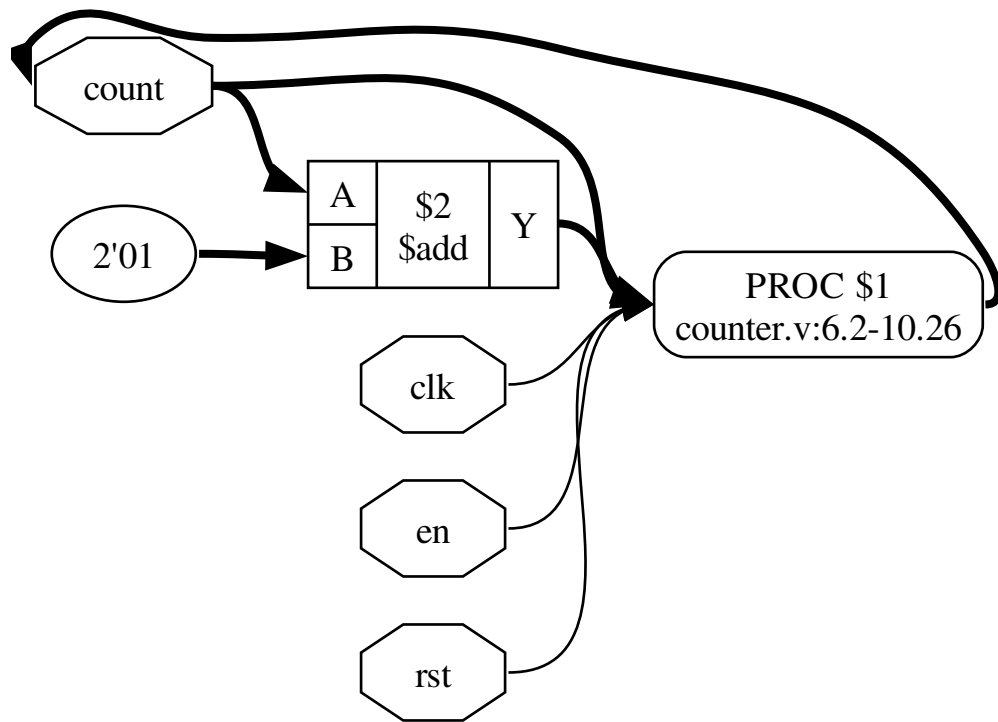 count
2'01
A
B
$2
$add
Y
PROC $1
counter.v:6.2-10.26
clk
en
rst